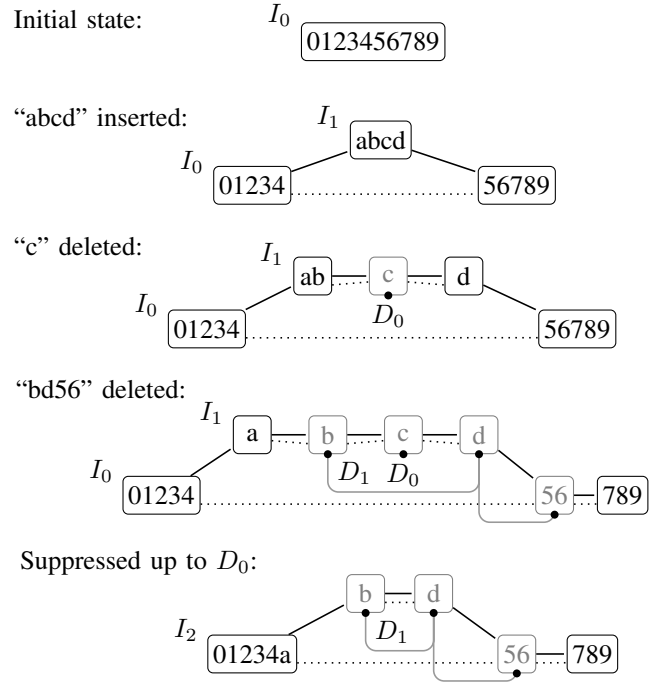 Initial state:
I₀
0123456789
“abcd” inserted:
I₁
abcd
I₀
01234 56789
“c” deleted:
I₁
ab c d
D₀
I₀
01234 56789
“bd56” deleted:
I₁
a b c d
D₁ D₀
I₀
01234 56 789
Suppressed up to D₀:
b d
D₁
I₂
01234a 56 789